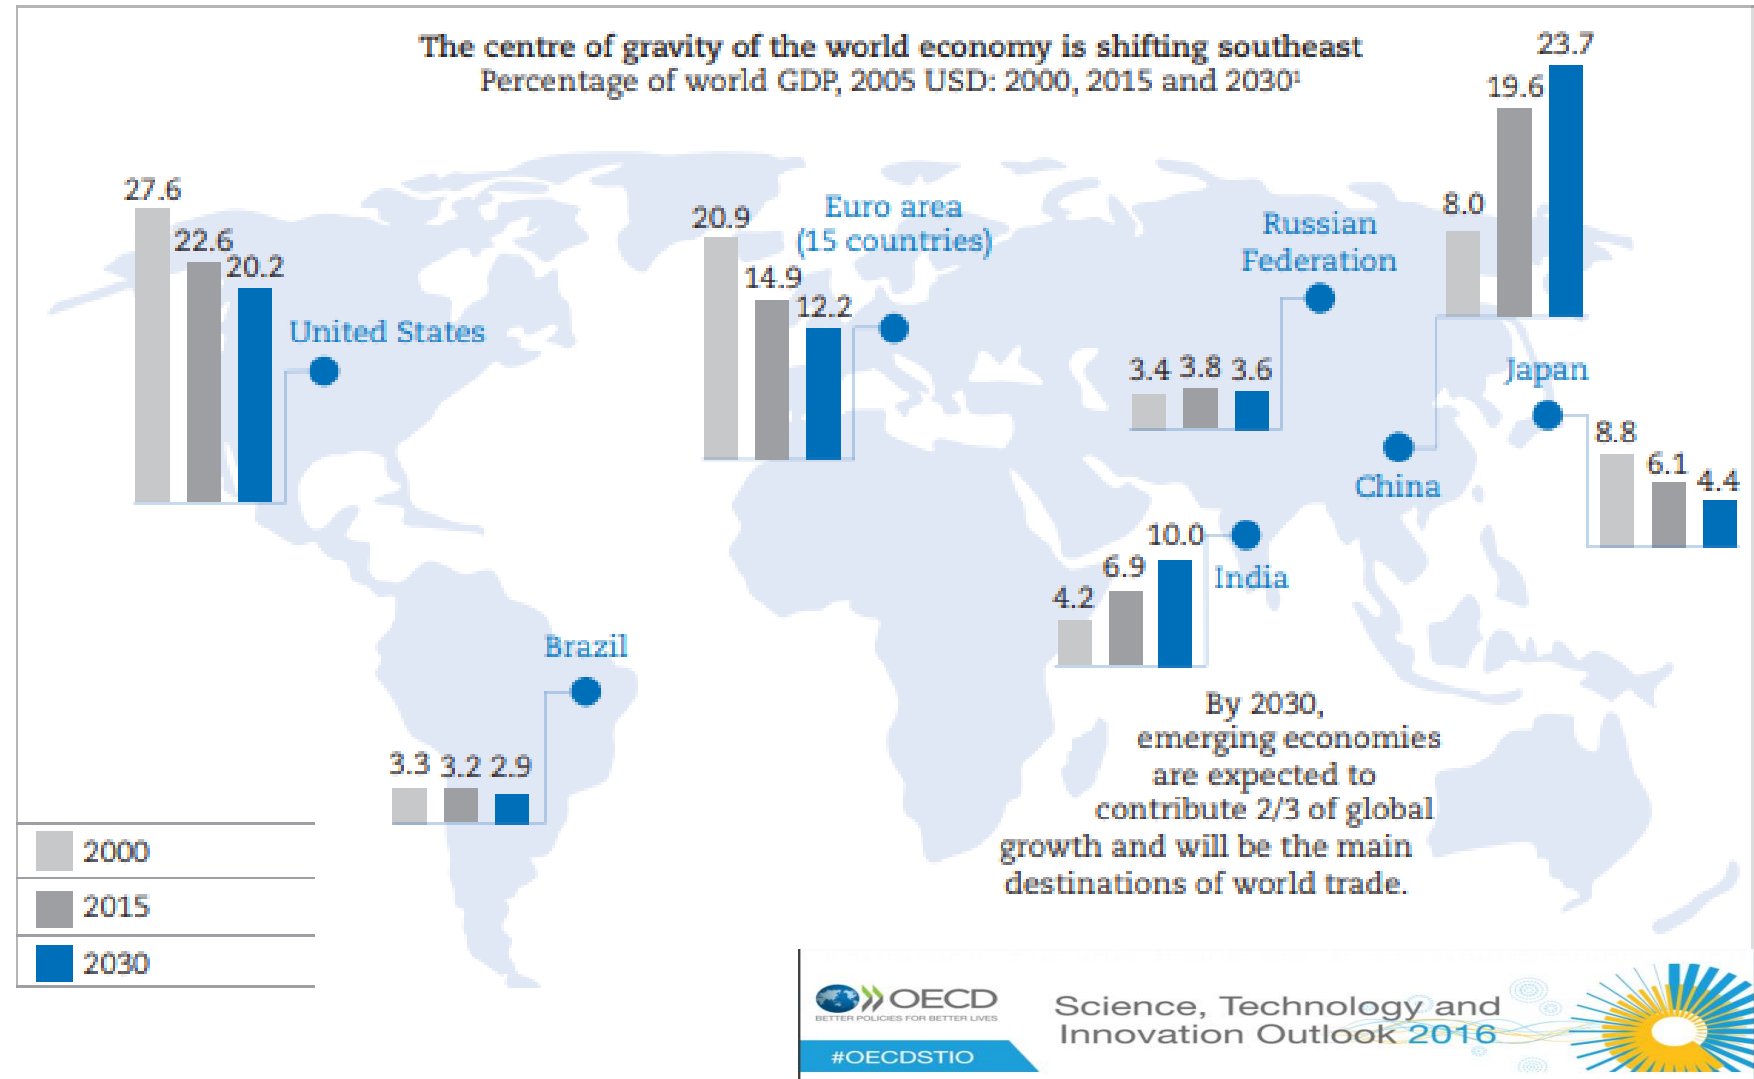 The centre of gravity of the world economy is shifting southeast
Percentage of world GDP, 2005 USD: 2000, 2015 and 2030¹
27.6
22.6
20.2
United States
20.9
14.9
12.2
Euro area
(15 countries)
Russian
Federation
3.4 3.8 3.6
8.0
19.6
23.7
China
Japan
8.8
6.1
4.4
4.2
6.9
10.0
India
Brazil
3.3 3.2 2.9
By 2030,
emerging economies
are expected to
contribute 2/3 of global
growth and will be the main
destinations of world trade.
2000
2015
2030
OECD
BETTER POLICIES FOR BETTER LIVES
#OECDSTIO
Science, Technology and
Innovation Outlook 2016